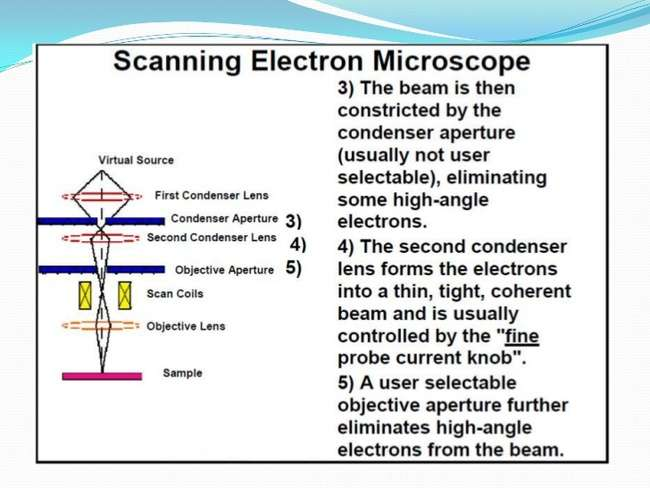 Scanning Electron Microscope
Virtual Source
First Condenser Lens
Condenser Aperture 3)
Second Condenser Lens 4)
Objective Aperture 5)
Scan Coils
Objective Lens
Sample
3) The beam is then
constricted by the
condenser aperture
(usually not user
selectable), eliminating
some high-angle
electrons.
4) The second condenser
lens forms the electrons
into a thin, tight, coherent
beam and is usually
controlled by the "fine
probe current knob".
5) A user selectable
objective aperture further
eliminates high-angle
electrons from the beam.